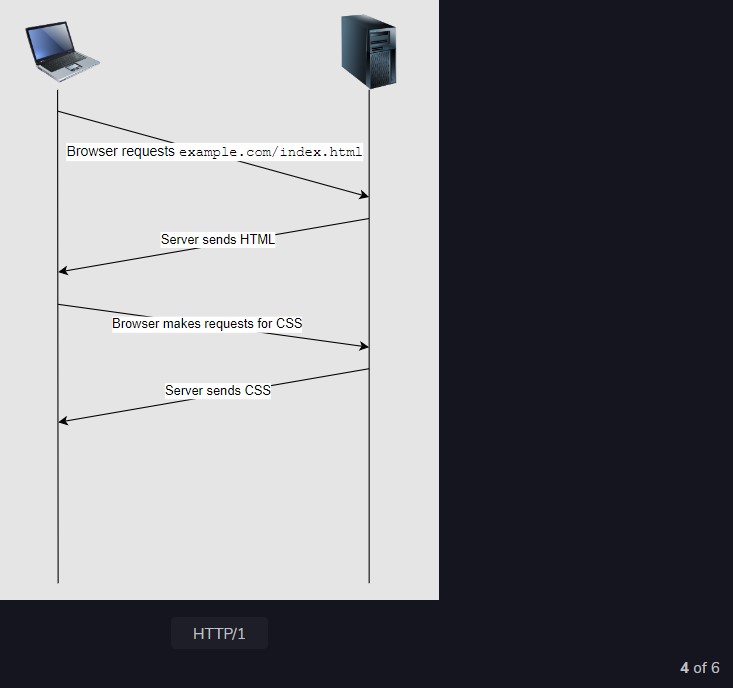 Browser requests example.com/index.html
Server sends HTML
Browser makes requests for CSS
Server sends CSS
HTTP/1
4 of 6